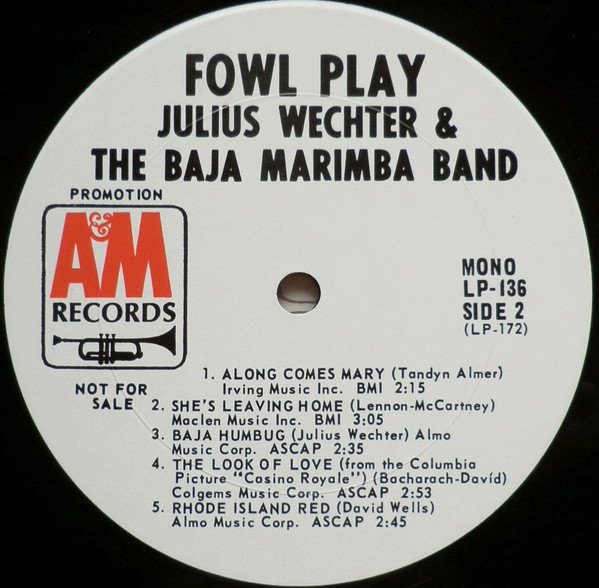 FOWL PLAY
JULIUS WECHTER &
THE BAJA MARIMBA BAND
PROMOTION
A&M
RECORDS
NOT FOR
SALE
MONO
LP-136
SIDE 2
(LP-172)
1. ALONG COMES MARY (Tandyn Almer)
Irving Music Inc. BMI 2:15
2. SHE'S LEAVING HOME (Lennon-McCartney)
Maclen Music Inc. BMI 3:05
3. BAJA HUMBUG (Julius Wechter) Almo
Music Corp. ASCAP 2:35
4. THE LOOK OF LOVE (from the Columbia
Picture "Casino Royale") (Bacharach-David)
Colgems Music Corp. ASCAP 2:53
5. RHODE ISLAND RED (David Wells)
Almo Music Corp. ASCAP 2:45